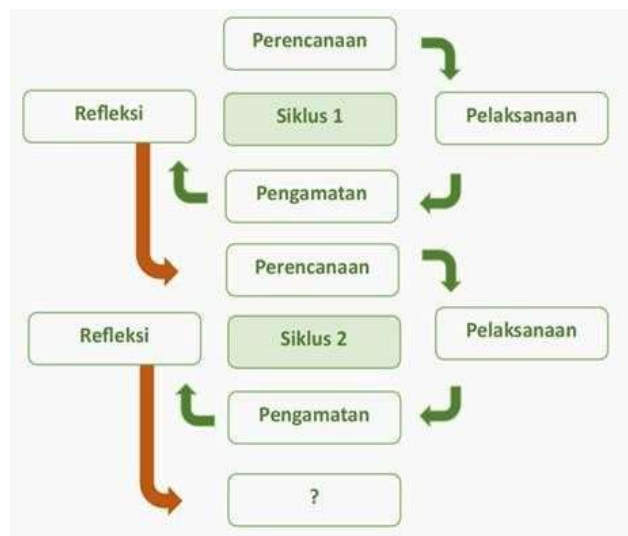 Perencanaan
Refleksi
Siklus 1
Pelaksanaan
Pengamatan
Perencanaan
Refleksi
Siklus 2
Pelaksanaan
Pengamatan
?